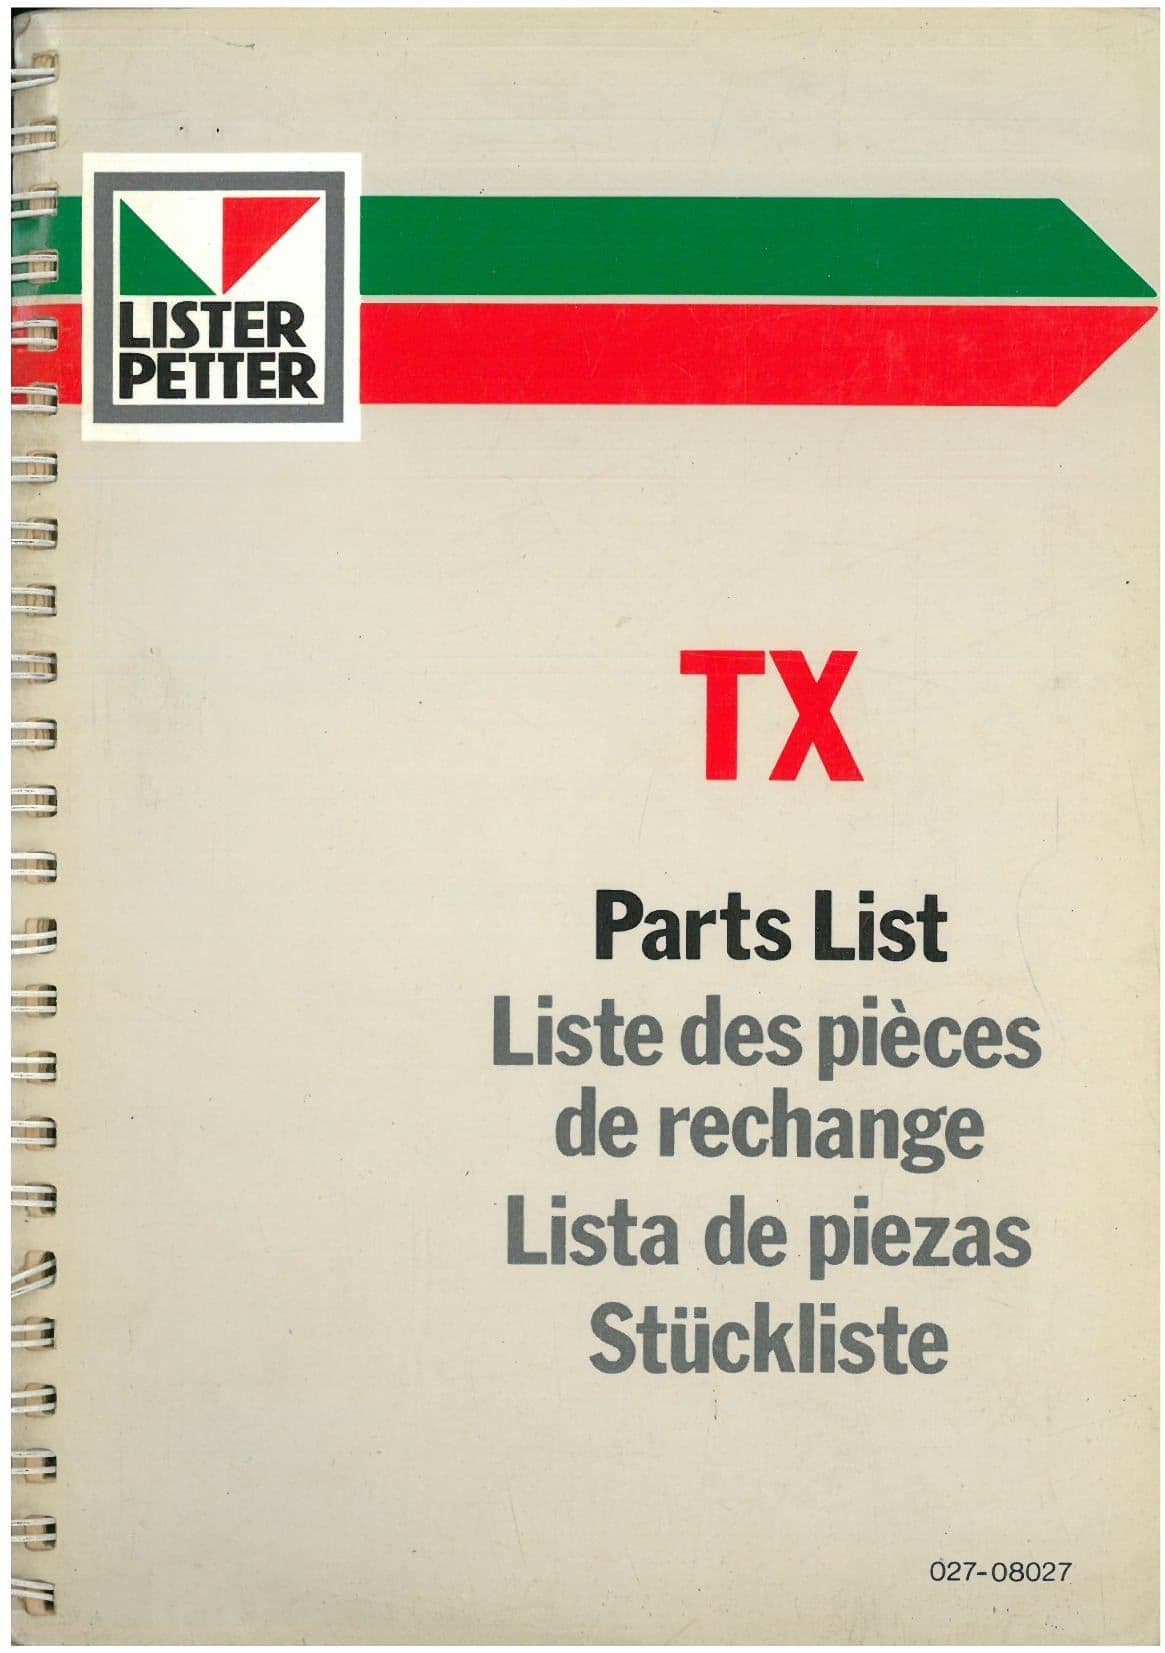 LISTER
PETTER
TX
Parts List
Liste des pièces
de rechange
Lista de piezas
Stückliste
027-08027